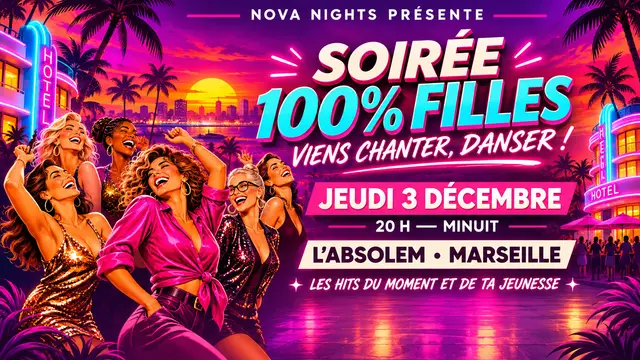 NOVA NIGHTS PRÉSENTE
SOIRÉE
100% FILLES
VIENS CHANTER, DANSER !
JEUDI 3 DÉCEMBRE
20 H — MINUIT
L'ABSOLEM • MARSEILLE
LES HITS DU MOMENT ET DE TA JEUNESSE
HOTEL
HOTEL